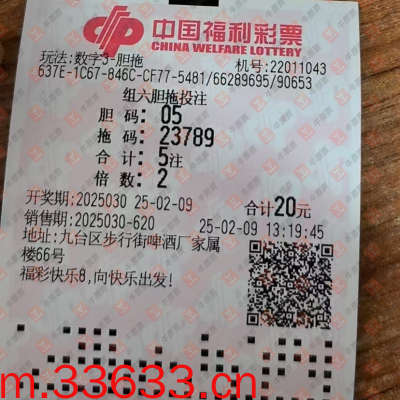 中国福利彩票
CHINA WELFARE LOTTERY
玩法:数字3-胆拖 机号:22011043
637E-1C67-846C-CF77-5481/66289695/90653
组六胆拖投注
胆 码: 05
拖 码: 23789
合 计: 5注
倍 数: 2
开奖期:2025030 25-02-09 合计20元
销售期:2025030-620 25-02-09 13:19:45
地址:九台区步行街啤酒厂家属
楼66号
福彩快乐8,向快乐出发!
m.33633.cn